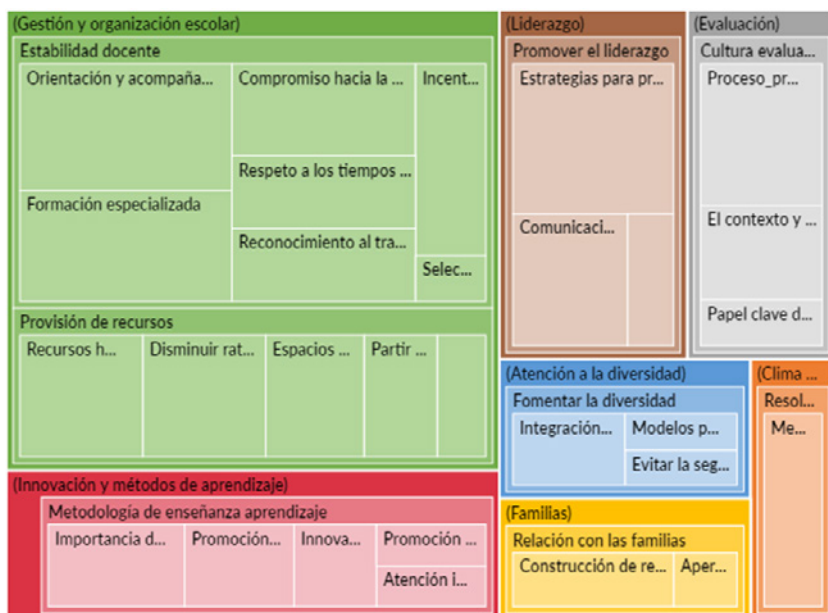 (Gestión y organización escolar)
Estabilidad docente
Orientación y acompaña...
Compromiso hacia la ...
Incent...
Respeto a los tiempos ...
Formación especializada
Reconocimiento al tra...
Selec...
Provisión de recursos
Recursos h...
Disminuir rat...
Espacios ...
Partir ...
(Innovación y métodos de aprendizaje)
Metodología de enseñanza aprendizaje
Importancia d...
Promoción...
Innova...
Promoción ...
Atención i...
(Liderazgo)
Promover el liderazgo
Estrategias para pr...
Comunicaci...
(Evaluación)
Cultura evalua...
Proceso_pr...
El contexto y ...
Papel clave d...
(Atención a la diversidad)
Fomentar la diversidad
Integración...
Modelos p...
Evitar la seg...
(Clima ...
Resol...
Me...
(Familias)
Relación con las familias
Construcción de re...
Aper...